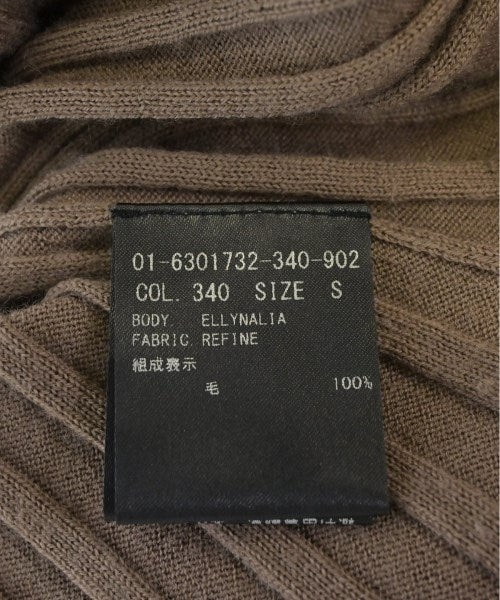 01-6301732-340-902
COL. 340 SIZE S
BODY. ELLYNALIA
FABRIC.REFINE
組成表示
毛 100%